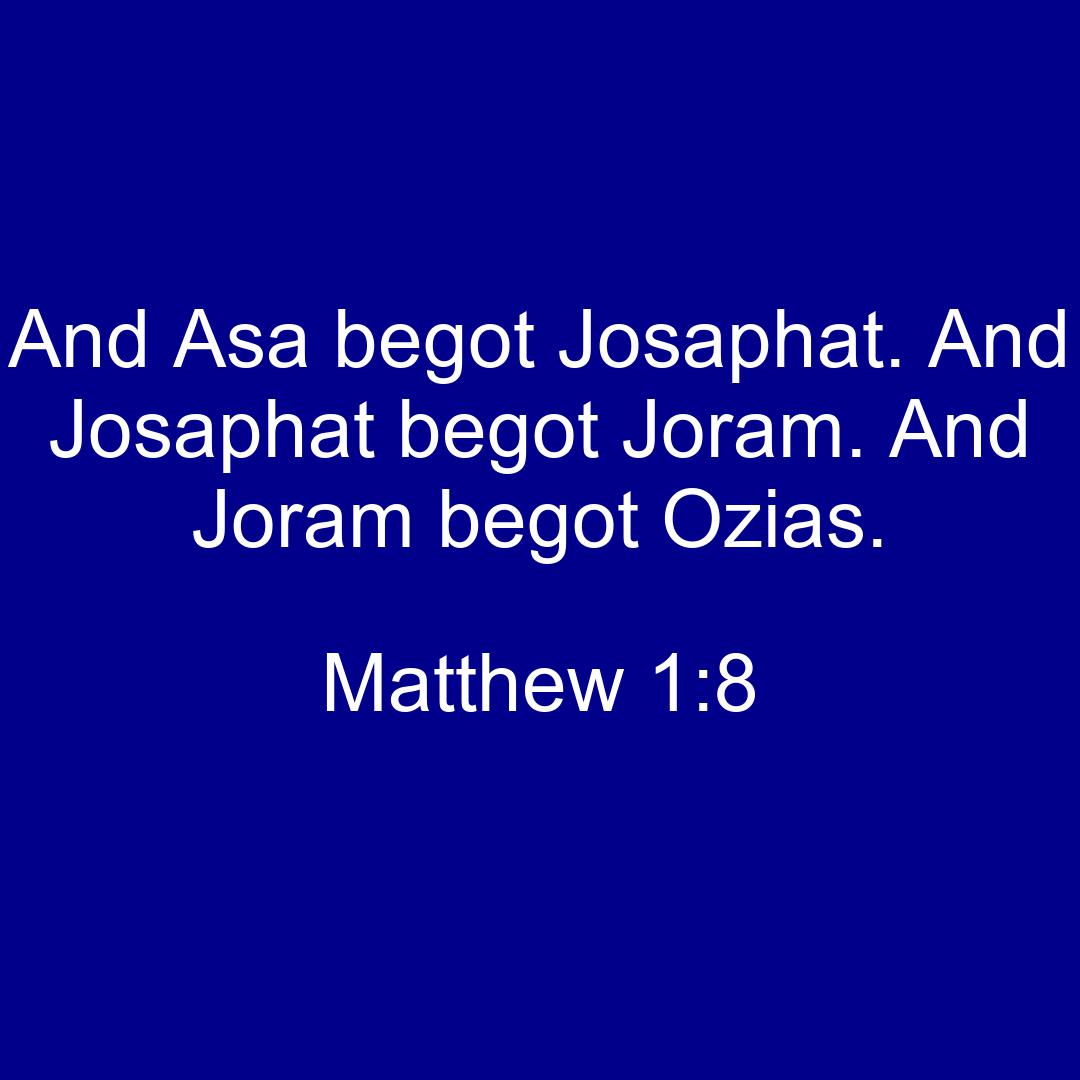 And Asa begot Josaphat. And
Josaphat begot Joram. And
Joram begot Ozias.
Matthew 1:8